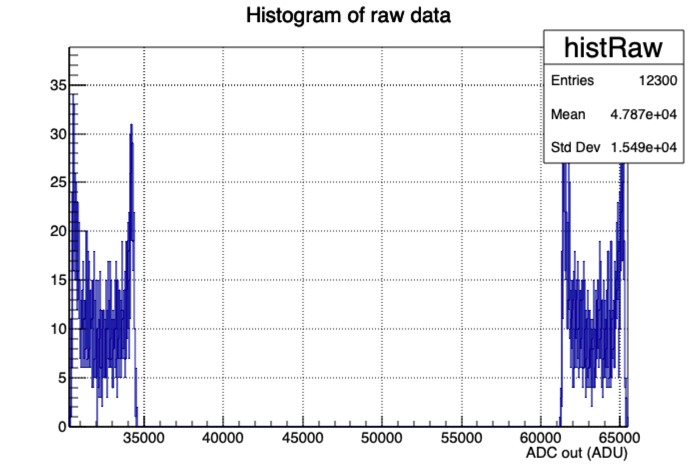 Histogram of raw data
histRaw
Entries 12300
Mean 4.787e+04
Std Dev 1.549e+04
35
30
25
20
15
10
5
0
35000 40000 45000 50000 55000 60000 65000
ADC out (ADU)